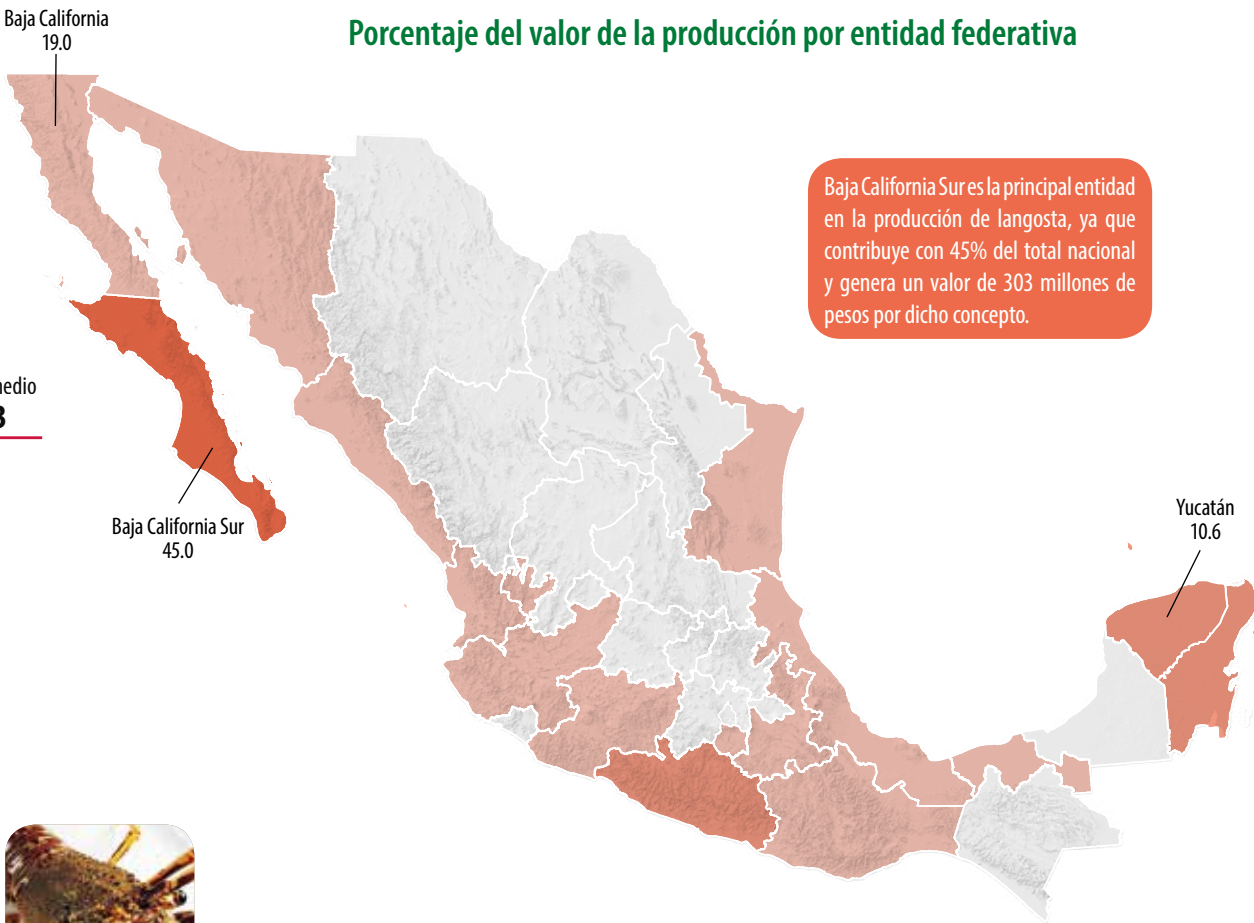 Baja California
19.0
Porcentaje del valor de la producción por entidad federativa
Baja California Sur es la principal entidad
en la producción de langosta, ya que
contribuye con 45% del total nacional
y genera un valor de 303 millones de
pesos por dicho concepto.
Baja California Sur
45.0
Yucatán
10.6